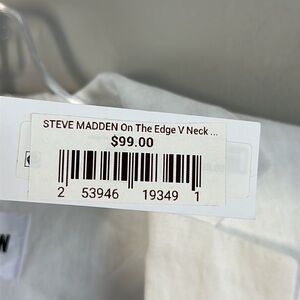 STEVE MADDEN On The Edge V Neck ...
$99.00
2 53946 19349 1